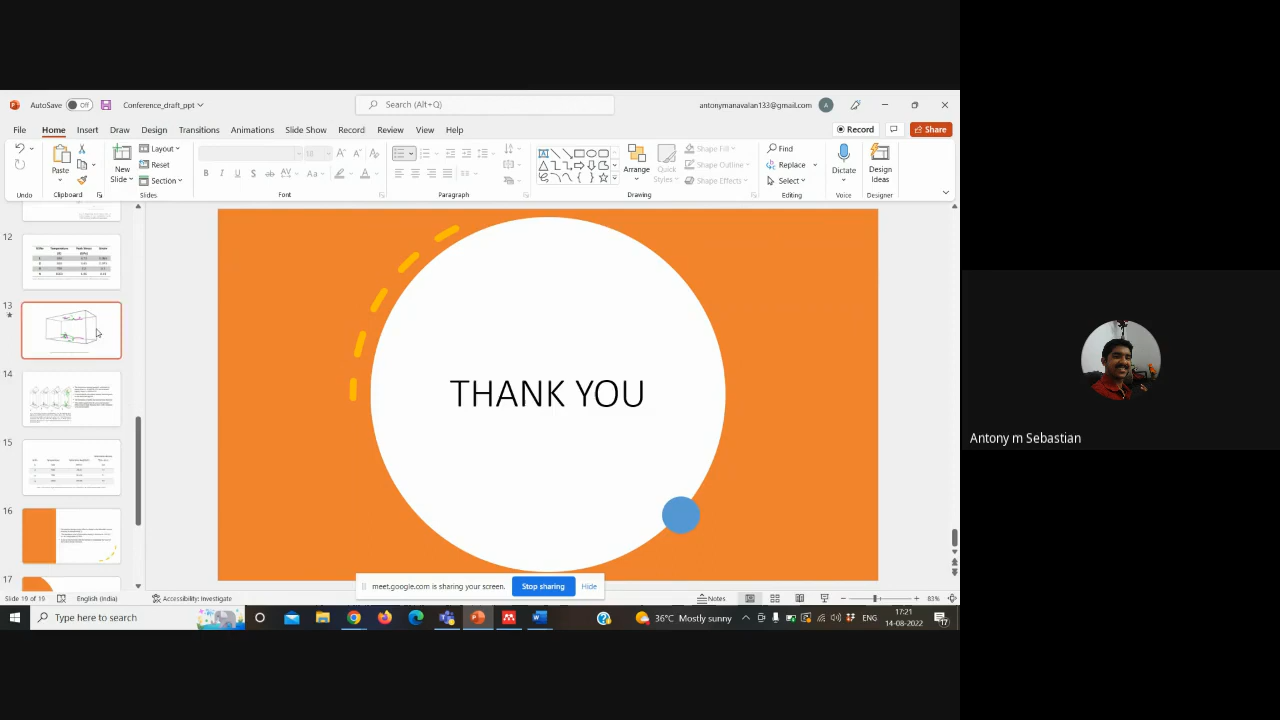 AutoSave Off Conference_draft_ppt Search (Alt+Q) antonymanavalan133@gmail.com A
File Home Insert Draw Design Transitions Animations Slide Show Record Review View Help Record Share
Layout Reset Section
Paste New Slide
A A A
B I U S ab AV Aa A
Arrange Quick Styles
Shape Fill Shape Outline Shape Effects
Find Replace Select
Dictate Design Ideas
Undo Clipboard Slides Font Paragraph Drawing Editing Voice Designer
12
13
14
15
16
17
THANK YOU
Antony m Sebastian
meet.google.com is sharing your screen. Stop sharing Hide
Slide 19 of 19 English (India) Accessibility: Investigate Notes 83%
Type here to search 36°C Mostly sunny ENG 17:21
14-08-2022 17